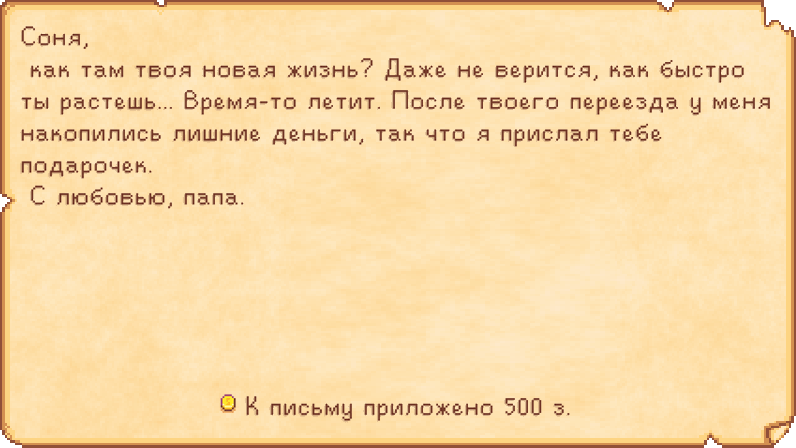 Соня,
как там твоя новая жизнь? Даже не верится, как быстро
ты растешь... Время-то летит. После твоего переезда у меня
накопились лишние деньги, так что я прислал тебе
подарочек.
С любовью, папа.
К письму приложено 500 з.